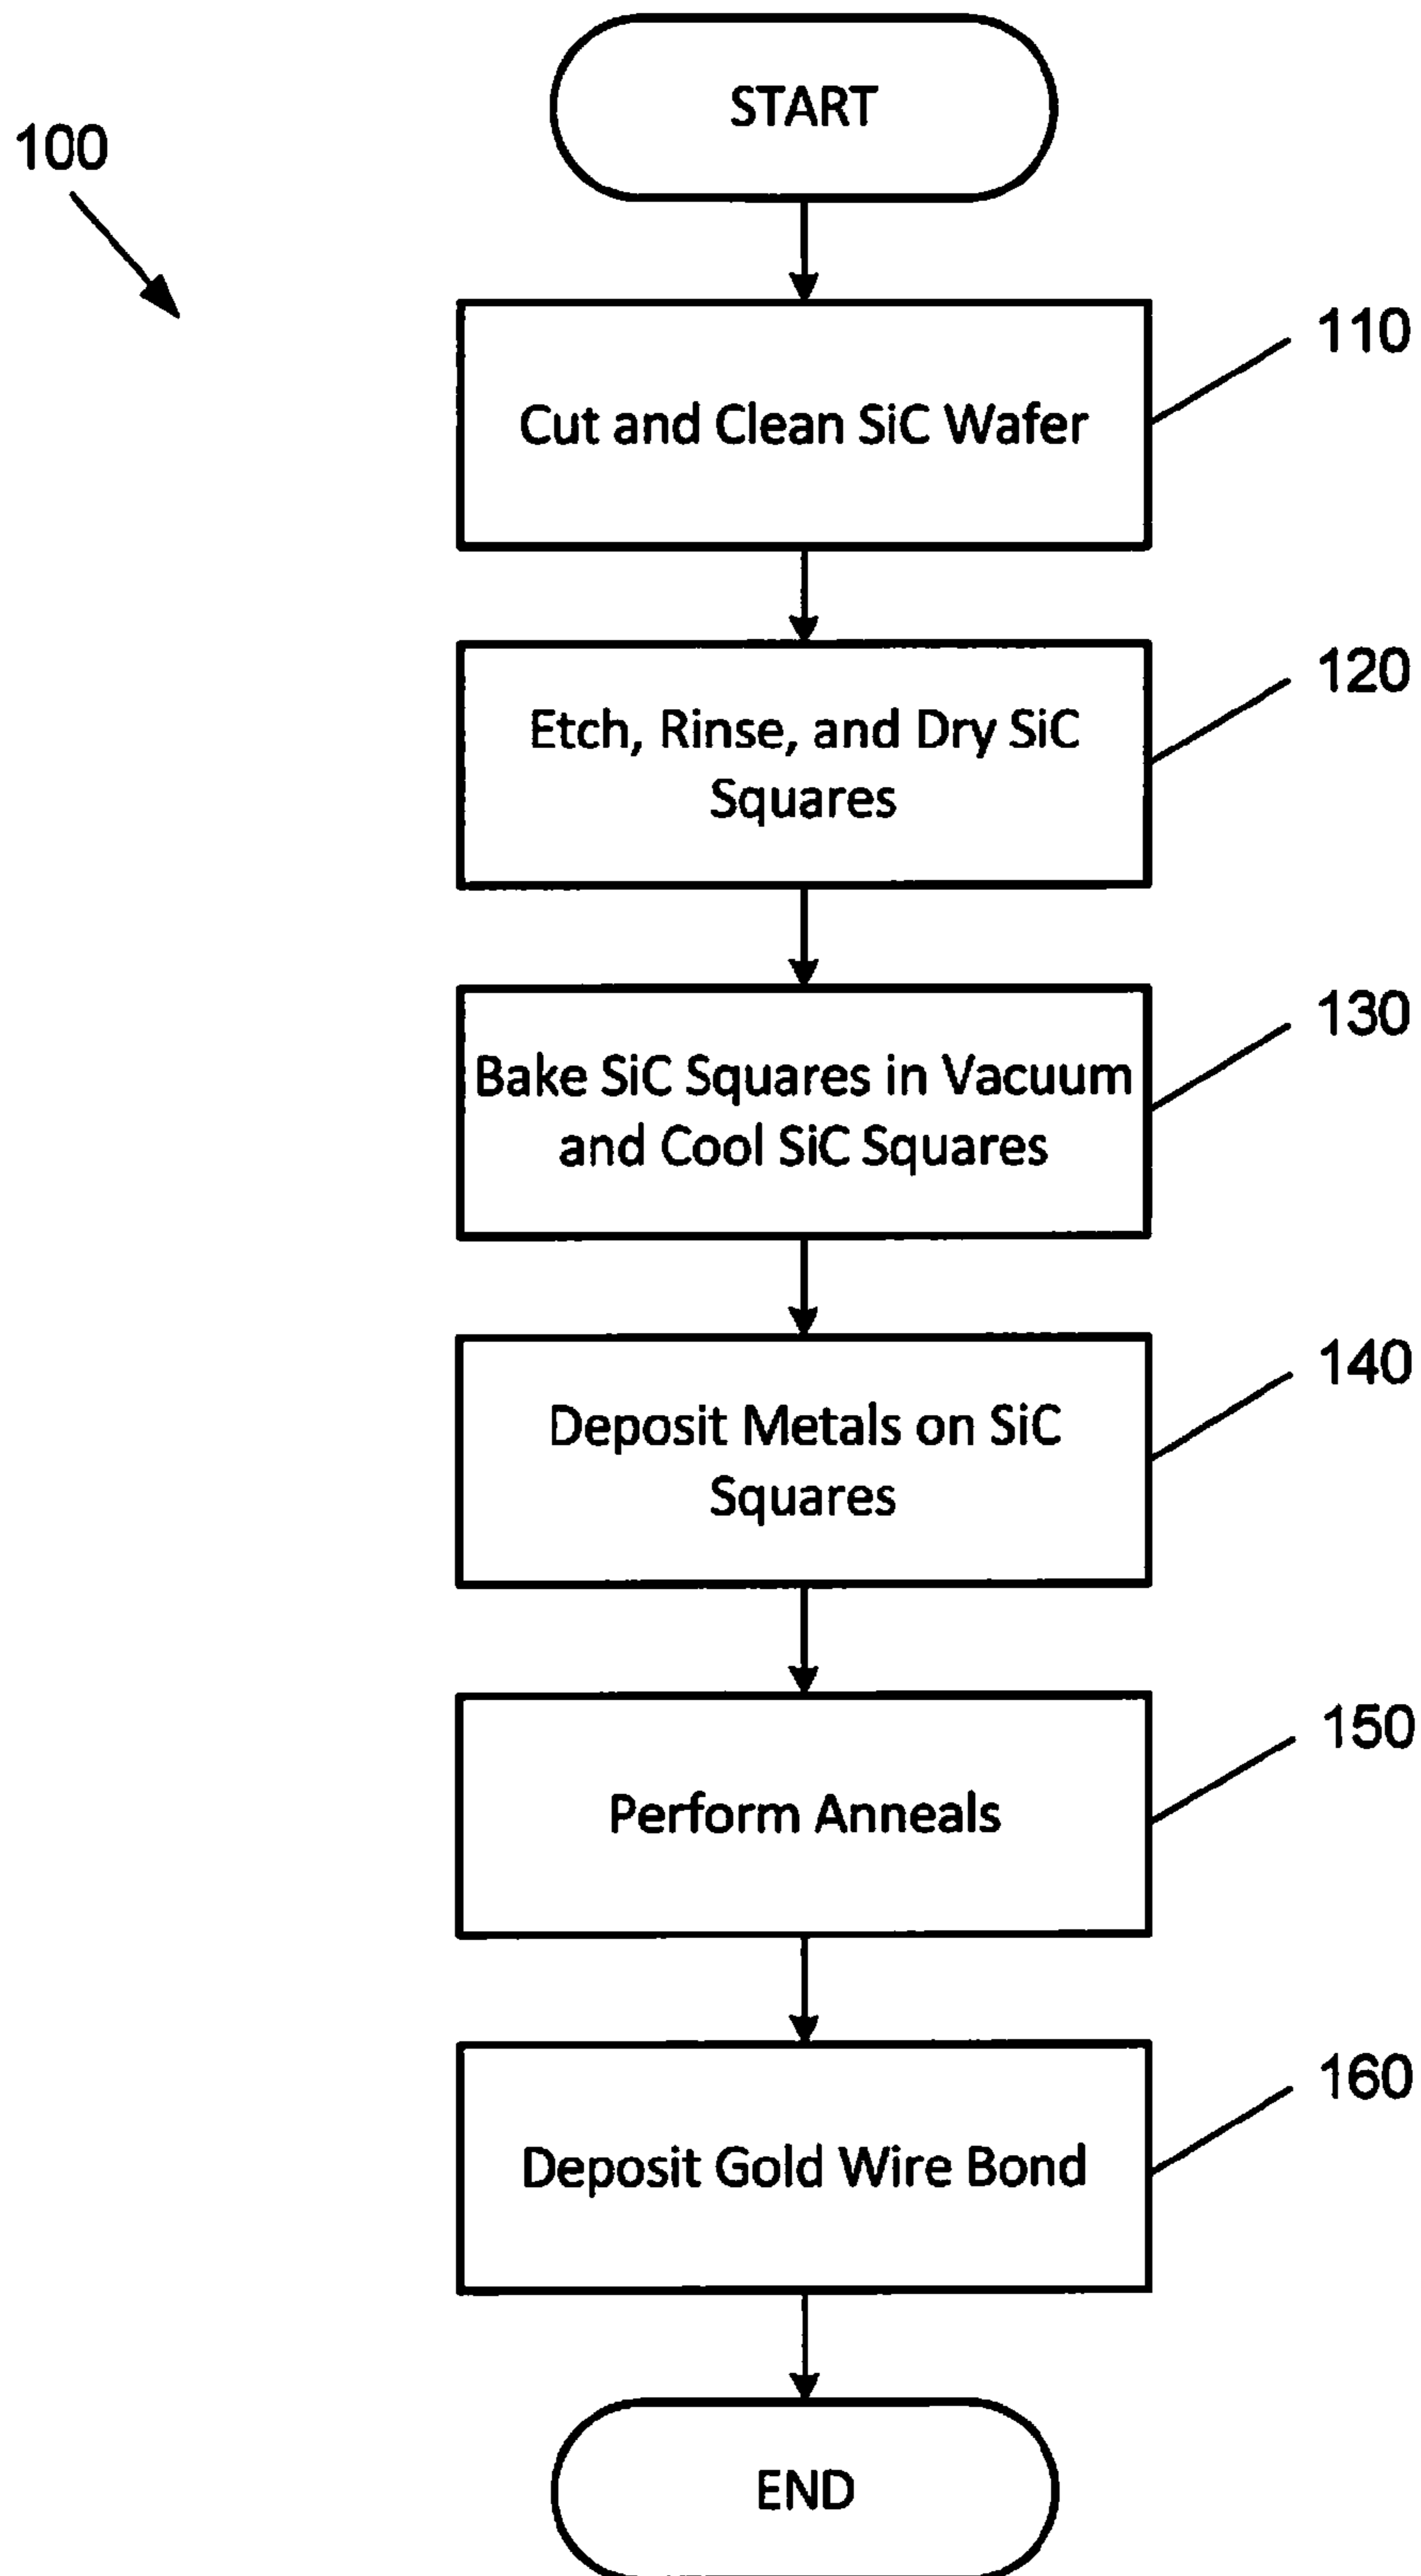 START
100
110
Cut and Clean SiC Wafer
120
Etch, Rinse, and Dry SiC
Squares
130
Bake SiC Squares in Vacuum
and Cool SiC Squares
140
Deposit Metals on SiC
Squares
150
Perform Anneals
160
Deposit Gold Wire Bond
END